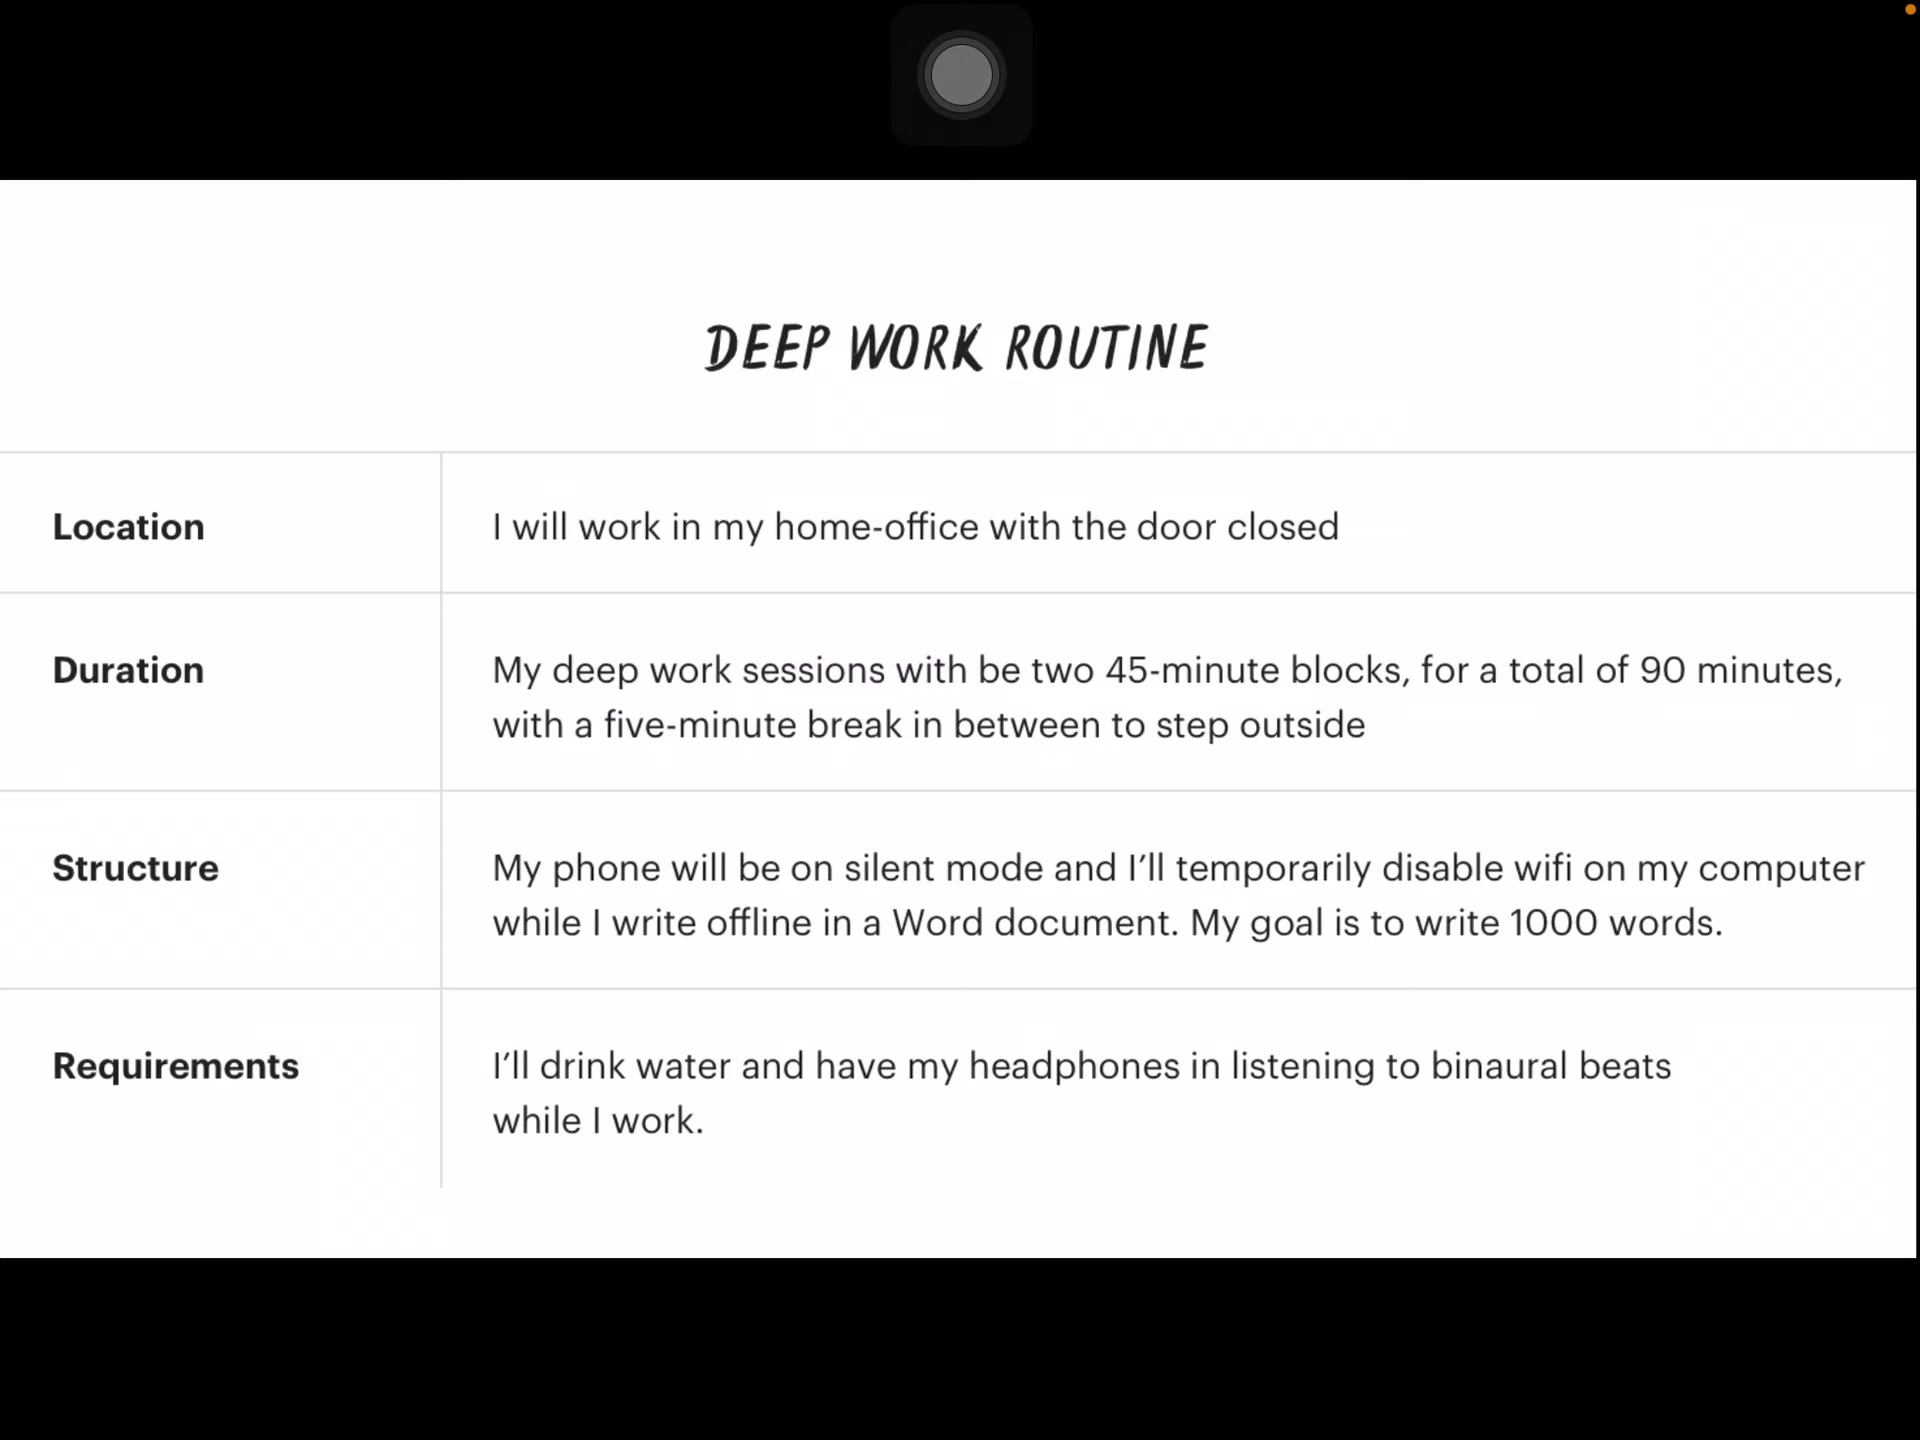 DEEP WORK ROUTINE
Location
I will work in my home-office with the door closed
Duration
My deep work sessions with be two 45-minute blocks, for a total of 90 minutes,
with a five-minute break in between to step outside
Structure
My phone will be on silent mode and I’ll temporarily disable wifi on my computer
while I write offline in a Word document. My goal is to write 1000 words.
Requirements
I’ll drink water and have my headphones in listening to binaural beats
while I work.